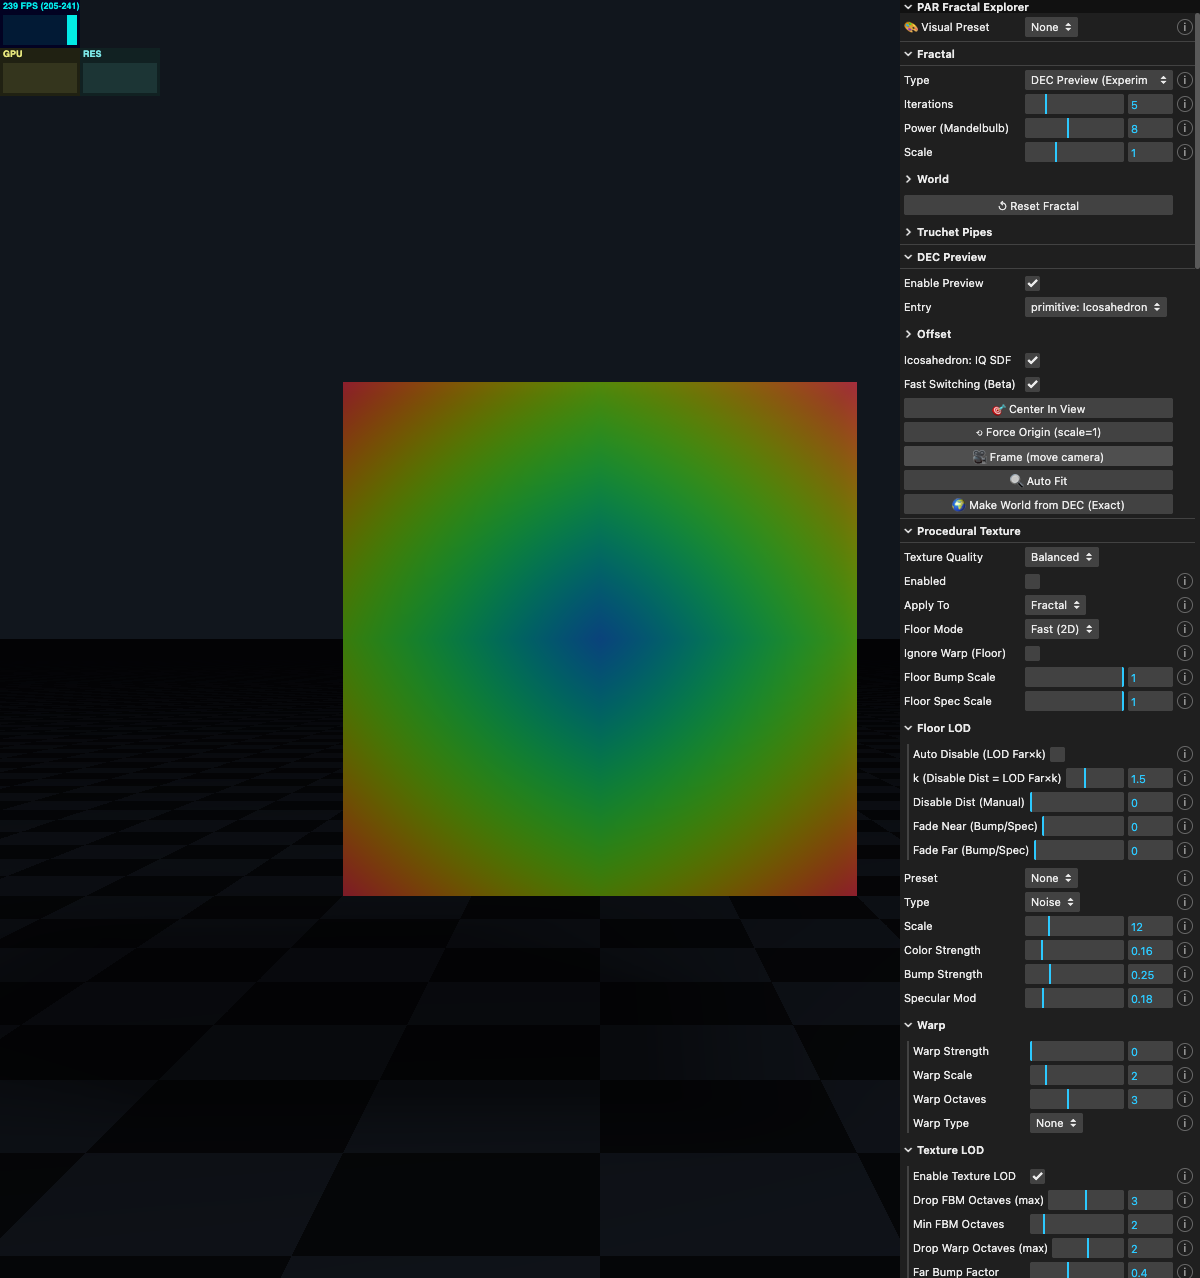 239 FPS (205-241)
GPU
RES
PAR Fractal Explorer
Visual Preset None
Fractal
Type DEC Preview (Experim
Iterations 5
Power (Mandelbulb) 8
Scale 1
World
Reset Fractal
Truchet Pipes
DEC Preview
Enable Preview
Entry primitive: Icosahedron
Offset
Icosahedron: IQ SDF
Fast Switching (Beta)
Center In View
Force Origin (scale=1)
Frame (move camera)
Auto Fit
Make World from DEC (Exact)
Procedural Texture
Texture Quality Balanced
Enabled
Apply To Fractal
Floor Mode Fast (2D)
Ignore Warp (Floor)
Floor Bump Scale 1
Floor Spec Scale 1
Floor LOD
Auto Disable (LOD Far×k)
k (Disable Dist = LOD Far×k) 1.5
Disable Dist (Manual) 0
Fade Near (Bump/Spec) 0
Fade Far (Bump/Spec) 0
Preset None
Type Noise
Scale 12
Color Strength 0.16
Bump Strength 0.25
Specular Mod 0.18
Warp
Warp Strength 0
Warp Scale 2
Warp Octaves 3
Warp Type None
Texture LOD
Enable Texture LOD
Drop FBM Octaves (max) 3
Min FBM Octaves 2
Drop Warp Octaves (max) 2
Far Bump Factor 0.4